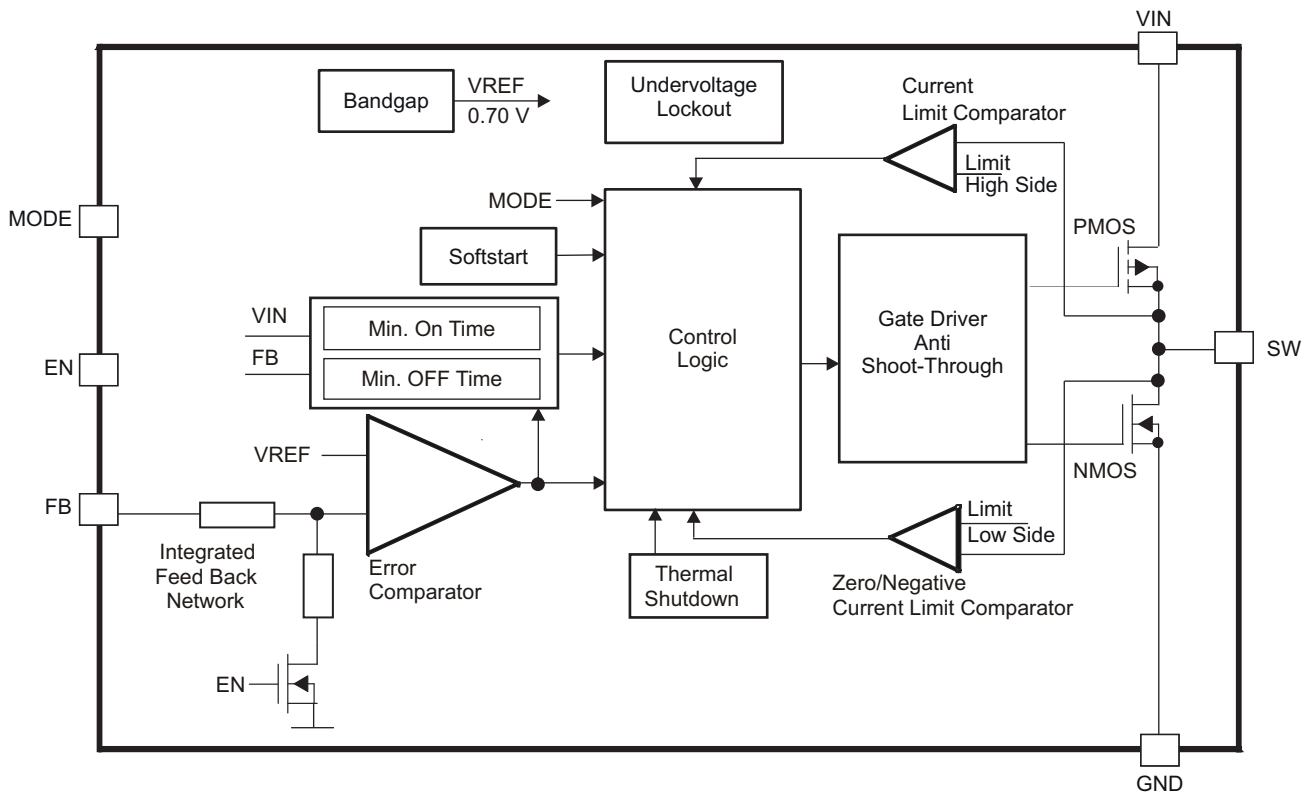 VIN
Bandgap
VREF
0.70 V
Undervoltage
Lockout
Current
Limit Comparator
Limit
High Side
MODE
MODE
PMOS
Softstart
VIN
FB
Min. On Time
Min. OFF Time
Control
Logic
Gate Driver
Anti
Shoot-Through
SW
EN
VREF
NMOS
FB
Integrated
Feed Back
Network
Error
Comparator
Thermal
Shutdown
Limit
Low Side
Zero/Negative
Current Limit Comparator
EN
GND